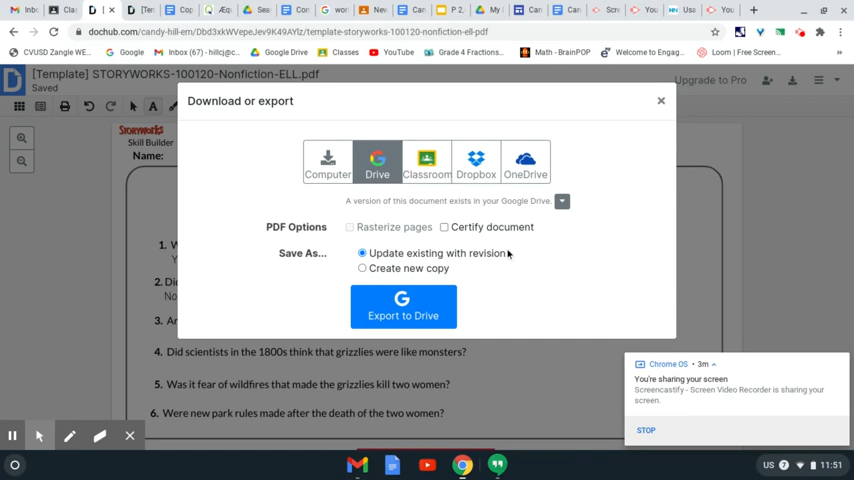 Inbo
Clas
D
[Ten
Cop
Æqu
Sea
Con
wor
New
Can
P 2,
My
Can
Can
Scre
You
Usa
You
dochub.com/candy-hill-em/Dbd3xkWVepeJev9K49AYlz/template-storyworks-100120-nonfiction-ell-pdf
CVUSD Zangle WE...
Google
Inbox (67) - hillcj@c...
Google Drive
Classes
YouTube
Grade 4 Fractions...
Math - BrainPOP
Welcome to Engag...
Loom | Free Screen...
[Template] STORYWORKS-100120-Nonfiction-ELL.pdf
Saved
Upgrade to Pro
Download or export
Computer
Drive
Classroom
Dropbox
OneDrive
A version of this document exists in your Google Drive.
PDF Options
Rasterize pages
Certify document
Save As...
Update existing with revision
Create new copy
Export to Drive
STORYWORKS
Skill Builder
Name:
1. W
Y
2. Did
No
3. Ar
4. Did scientists in the 1800s think that grizzlies were like monsters?
5. Was it fear of wildfires that made the grizzlies kill two women?
6. Were new park rules made after the death of the two women?
Chrome OS • 3m
You're sharing your screen
Screencastify - Screen Video Recorder is sharing your
screen.
STOP
US
7
11:51